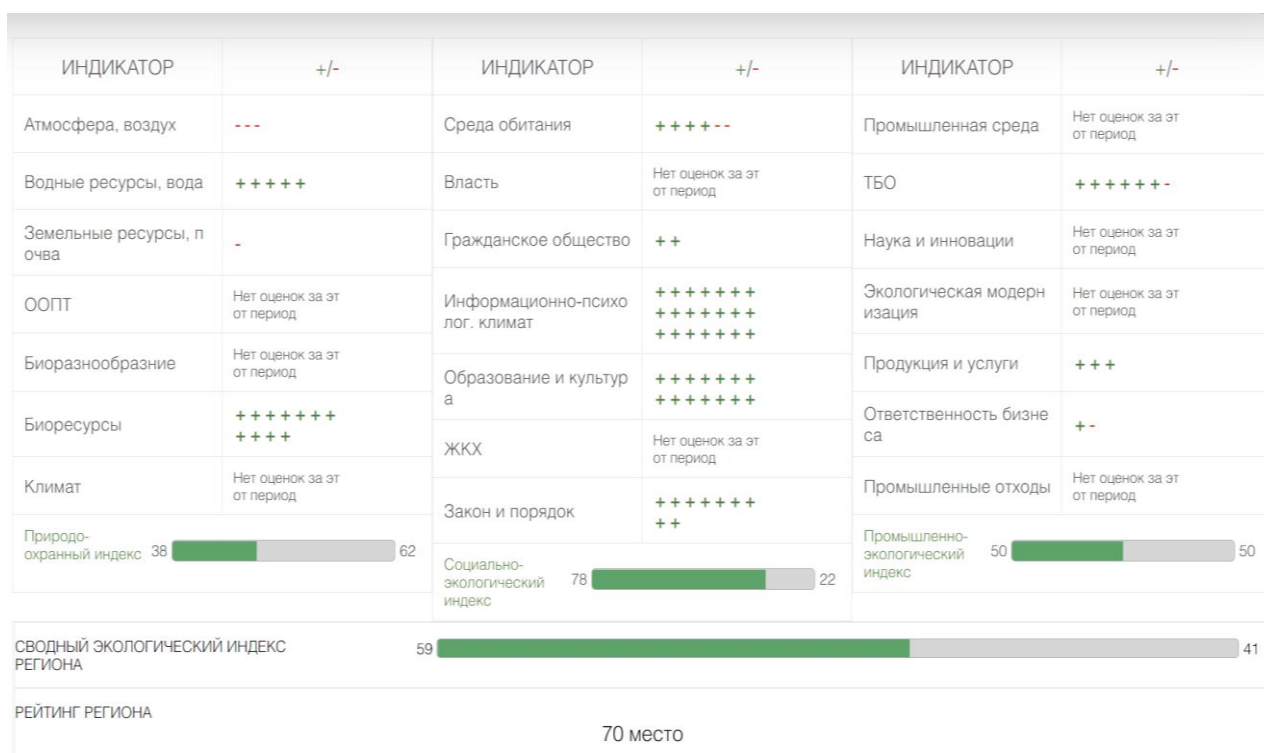 ИНДИКАТОР +/-
Атмосфера, воздух ---
Водные ресурсы, вода +++++
Земельные ресурсы, п
очва -
ООПТ Нет оценок за эт
от период
Биоразнообразние Нет оценок за эт
от период
Биоресурсы +++++++
++++
Климат Нет оценок за эт
от период
Природо-
охранный индекс 38 62
ИНДИКАТОР +/-
Среда обитания ++++--
Власть Нет оценок за эт
от период
Гражданское общество ++
Информационно-психо
лог. климат +++++++
+++++++
+++++++
Образование и культур
а +++++++
+++++++
ЖКХ Нет оценок за эт
от период
Закон и порядок +++++++
++
Социально-
экологический
индекс 78 22
ИНДИКАТОР +/-
Промышленная среда Нет оценок за эт
от период
ТБО ++++++-
Наука и инновации Нет оценок за эт
от период
Экологическая модерн
изация Нет оценок за эт
от период
Продукция и услуги +++
Ответственность бизне
са +-
Промышленные отходы Нет оценок за эт
от период
Промышленно-
экологический
индекс 50 50
СВОДНЫЙ ЭКОЛОГИЧЕСКИЙ ИНДЕКС
РЕГИОНА 59 41
РЕЙТИНГ РЕГИОНА
70 место